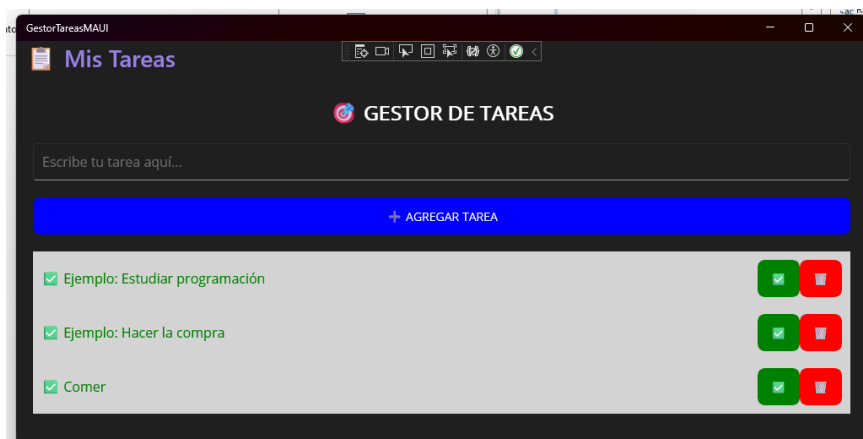 GestorTareasMAUI
📋 Mis Tareas
🎯 GESTOR DE TAREAS
Escribe tu tarea aquí...
➕ AGREGAR TAREA
✅ Ejemplo: Estudiar programación
✅ Ejemplo: Hacer la compra
✅ Comer